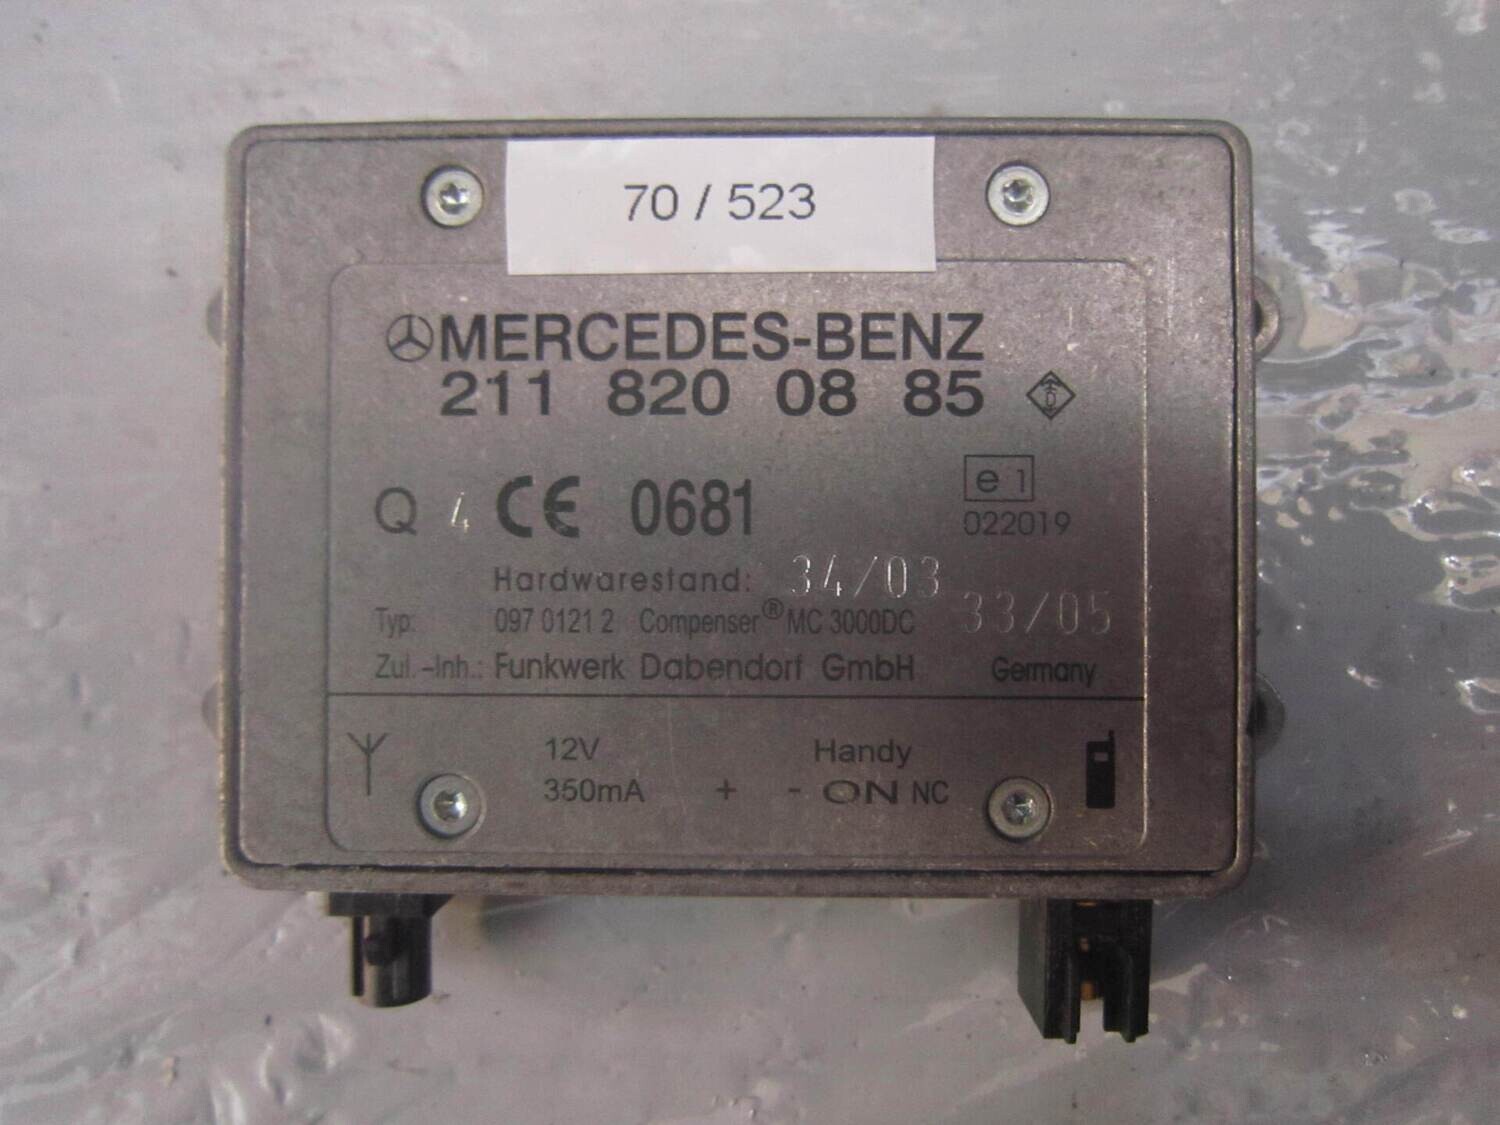 70 / 523
MERCEDES-BENZ
211 820 08 85
Q 4 CE 0681 e1
022019
Hardwarestand: 34/03
Typ: 097 0121 2 Compenser® MC 3000DC 33/05
Zul.-Inh.: Funkwerk Dabendorf GmbH Germany
12V Handy
350mA + - ON NC